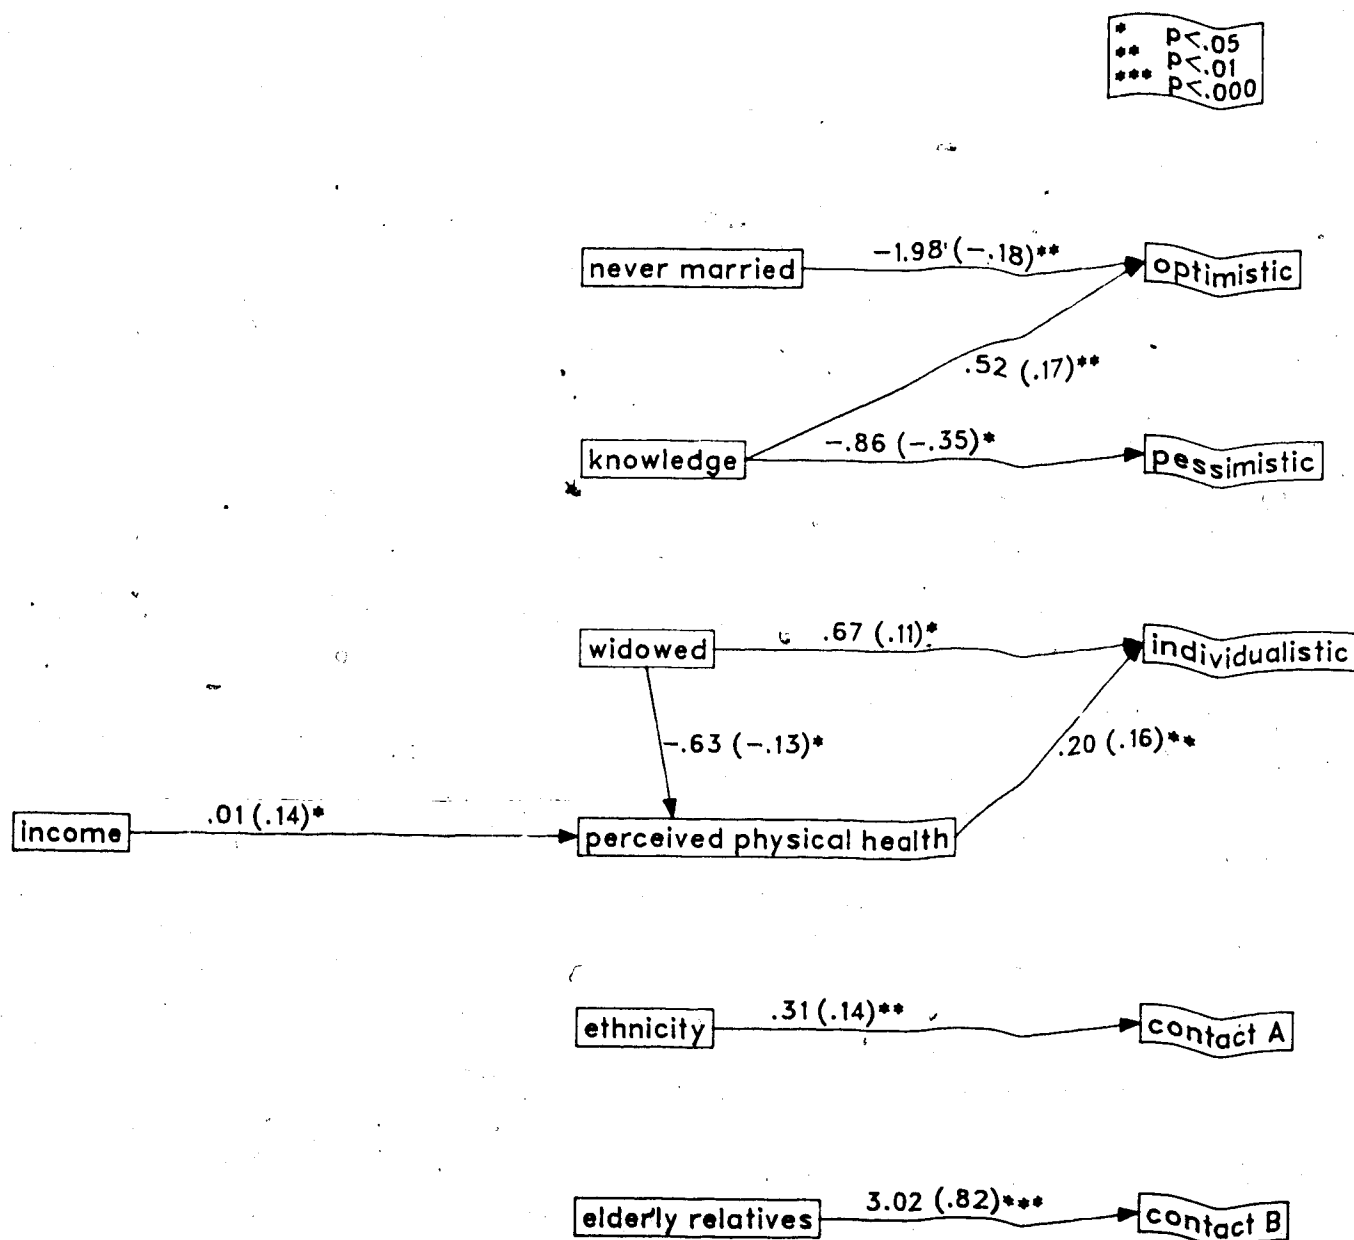 * p<.05
** p<.01
*** p<.000
never married
-1.98 (-.18)**
optimistic
.52 (.17)**
knowledge
-.86 (-.35)*
pessimistic
widowed
.67 (.11)*
individualistic
-.63 (-.13)*
.20 (.16)**
income
.01 (.14)*
perceived physical health
ethnicity
.31 (.14)**
contact A
elderly relatives
3.02 (.82)***
contact B